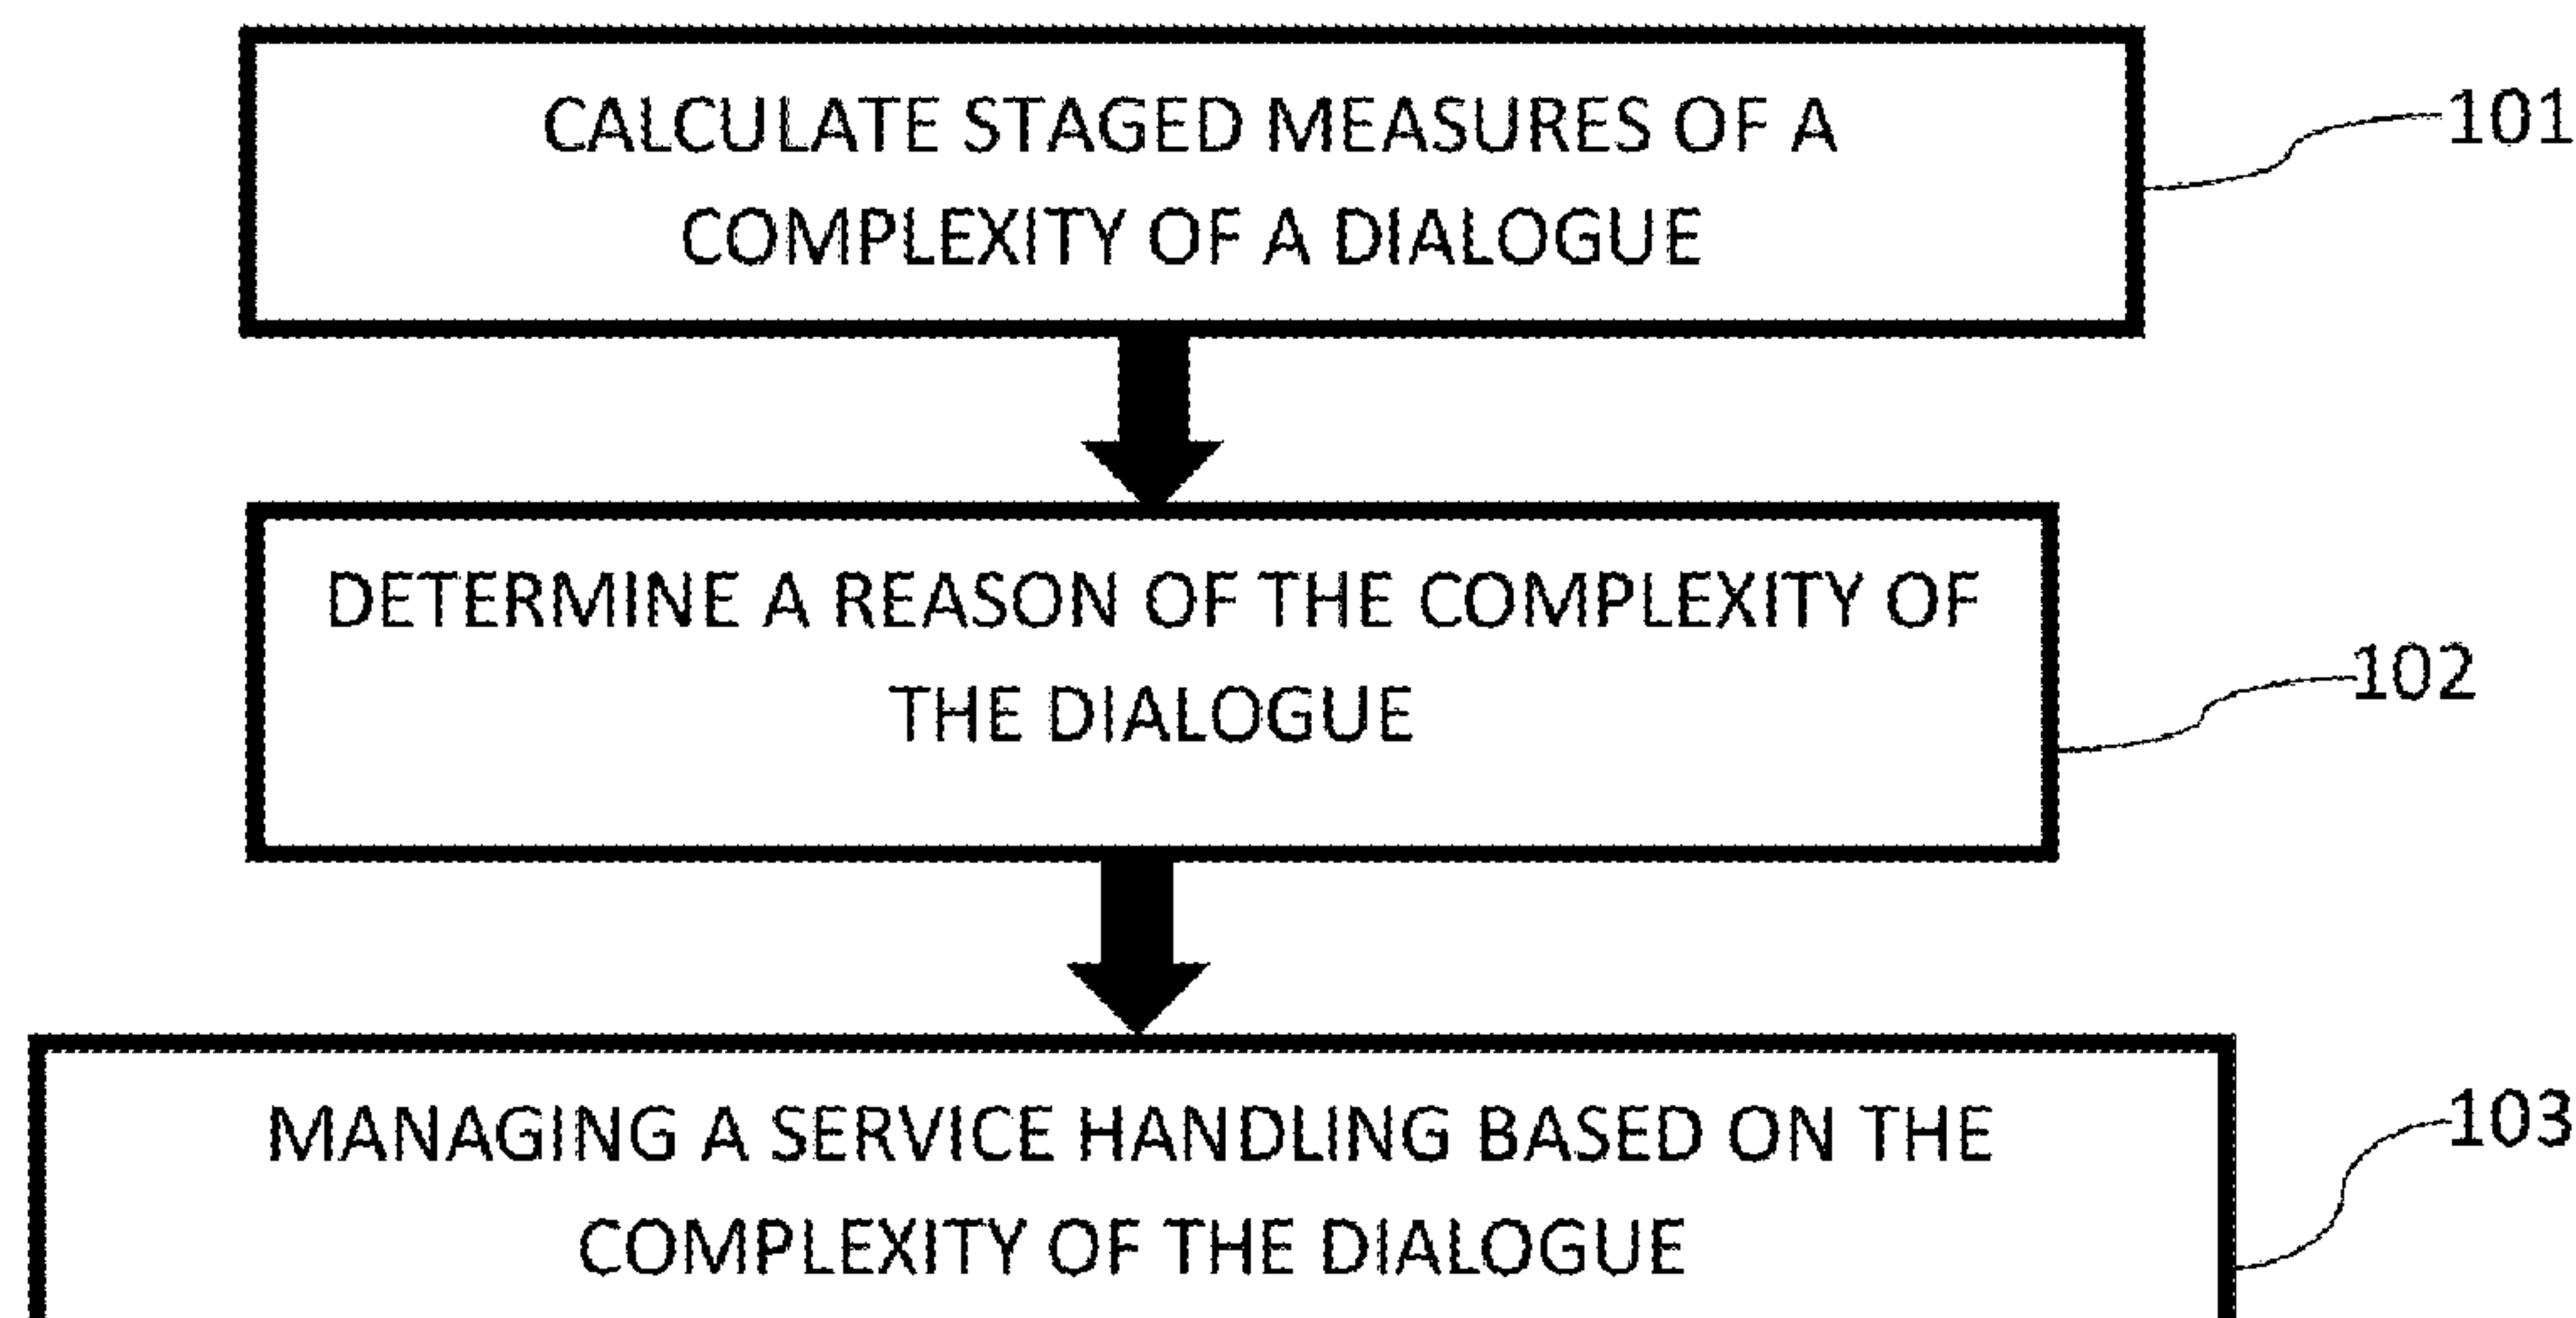 CALCULATE STAGED MEASURES OF A
COMPLEXITY OF A DIALOGUE
101
DETERMINE A REASON OF THE COMPLEXITY OF
THE DIALOGUE
102
MANAGING A SERVICE HANDLING BASED ON THE
COMPLEXITY OF THE DIALOGUE
103